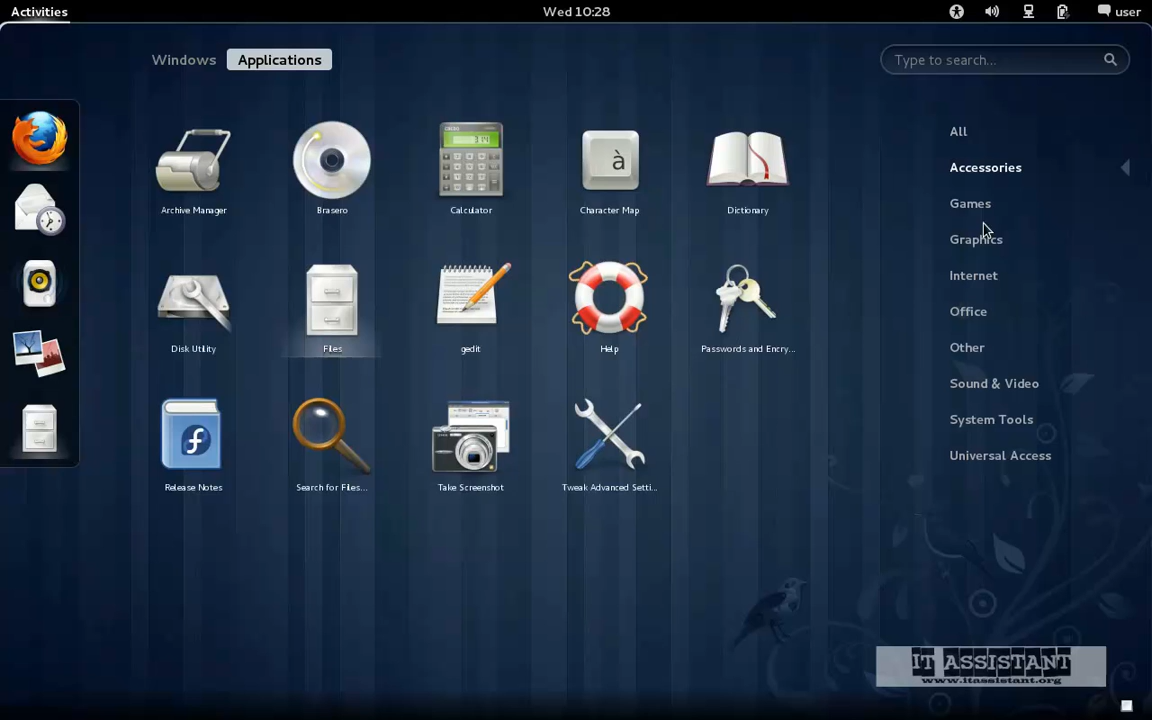 Activities
Wed 10:28
user
Windows
Applications
Type to search...
Archive Manager
Brasero
Calculator
Character Map
Dictionary
Disk Utility
Files
gedit
Help
Passwords and Encry...
Release Notes
Search for Files...
Take Screenshot
Tweak Advanced Setti...
All
Accessories
Games
Graphics
Internet
Office
Other
Sound & Video
System Tools
Universal Access
IT ASSISTANT
www.itassistant.org